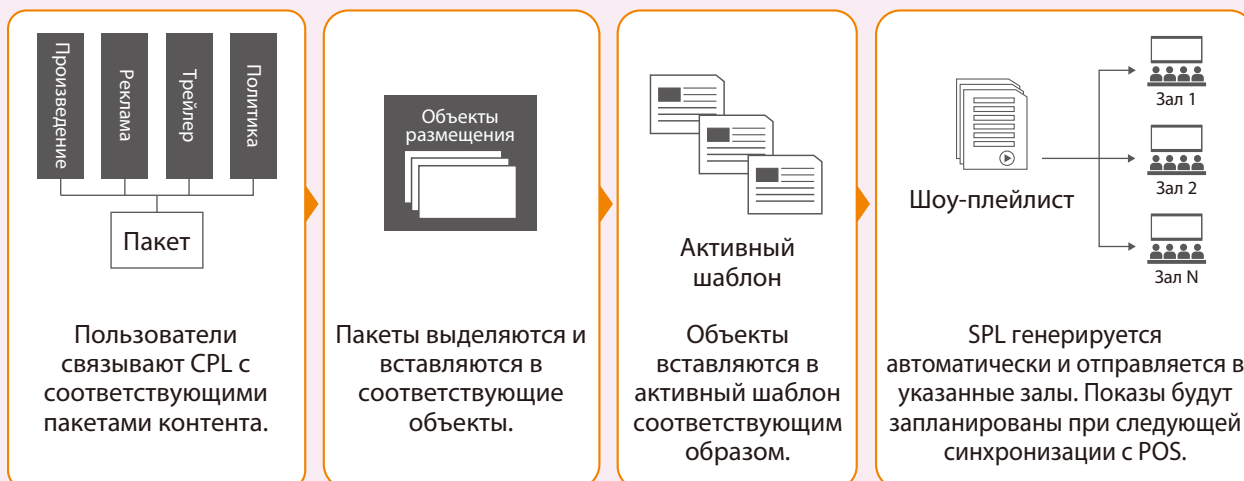 Произведение
Реклама
Трейлер
Политика
Пакет
Пользователи
связывают CPL с
соответствующими
пакетами контента.
Объекты
размещения
Пакеты выделяются и
вставляются в
соответствующие
объекты.
Активный
шаблон
Объекты
вставляются в
активный шаблон
соответствующим
образом.
Шоу-плейлист
Зал 1
Зал 2
Зал N
SPL генерируется
автоматически и отправляется в
указанные залы. Показы будут
запланированы при следующей
синхронизации с POS.